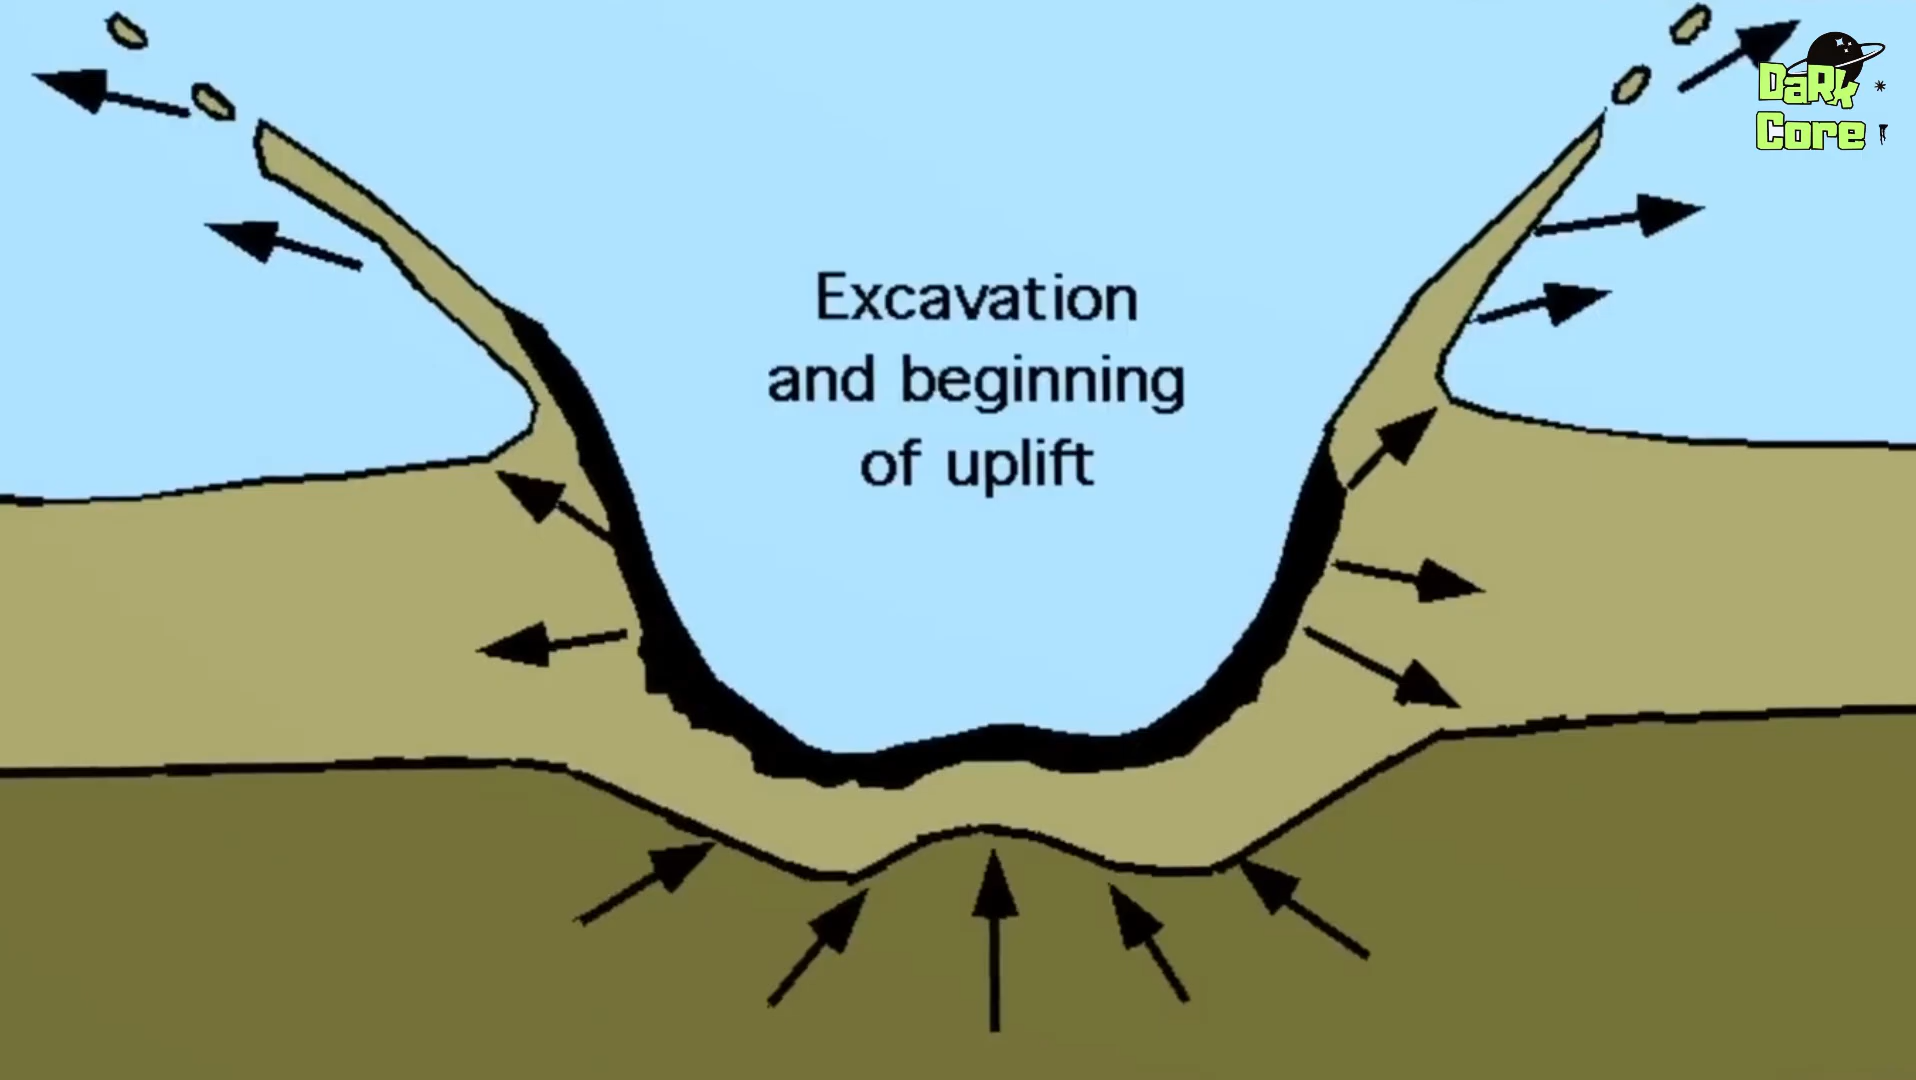 Excavation
and beginning
of uplift
DaRk
Core